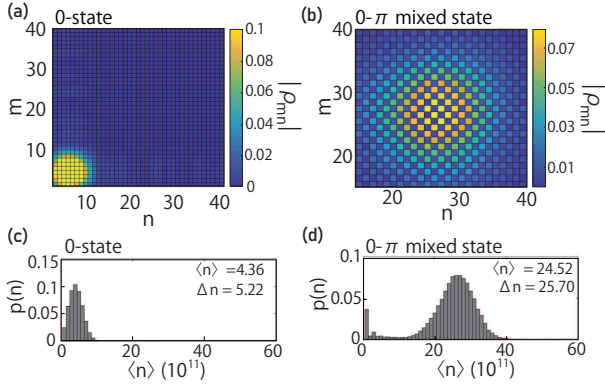 (a) 0-state
40
30
20
10
m
10 20 30 40
n
0.1
0.08
0.06
0.04
0.02
0
|ρmn|
(b) 0-π mixed state
40
30
20
m
20 30 40
n
0.07
0.05
0.03
0.01
|ρmn|
(c) 0-state
0.15
0.1
0.05
0
p(n)
⟨n⟩ =4.36
Δ n = 5.22
0 20 40 60
⟨n⟩ (10¹¹)
(d) 0-π mixed state
0.10
0.05
0
p(n)
⟨n⟩ = 24.52
Δ n = 25.70
0 20 40 60
⟨n⟩ (10¹¹)